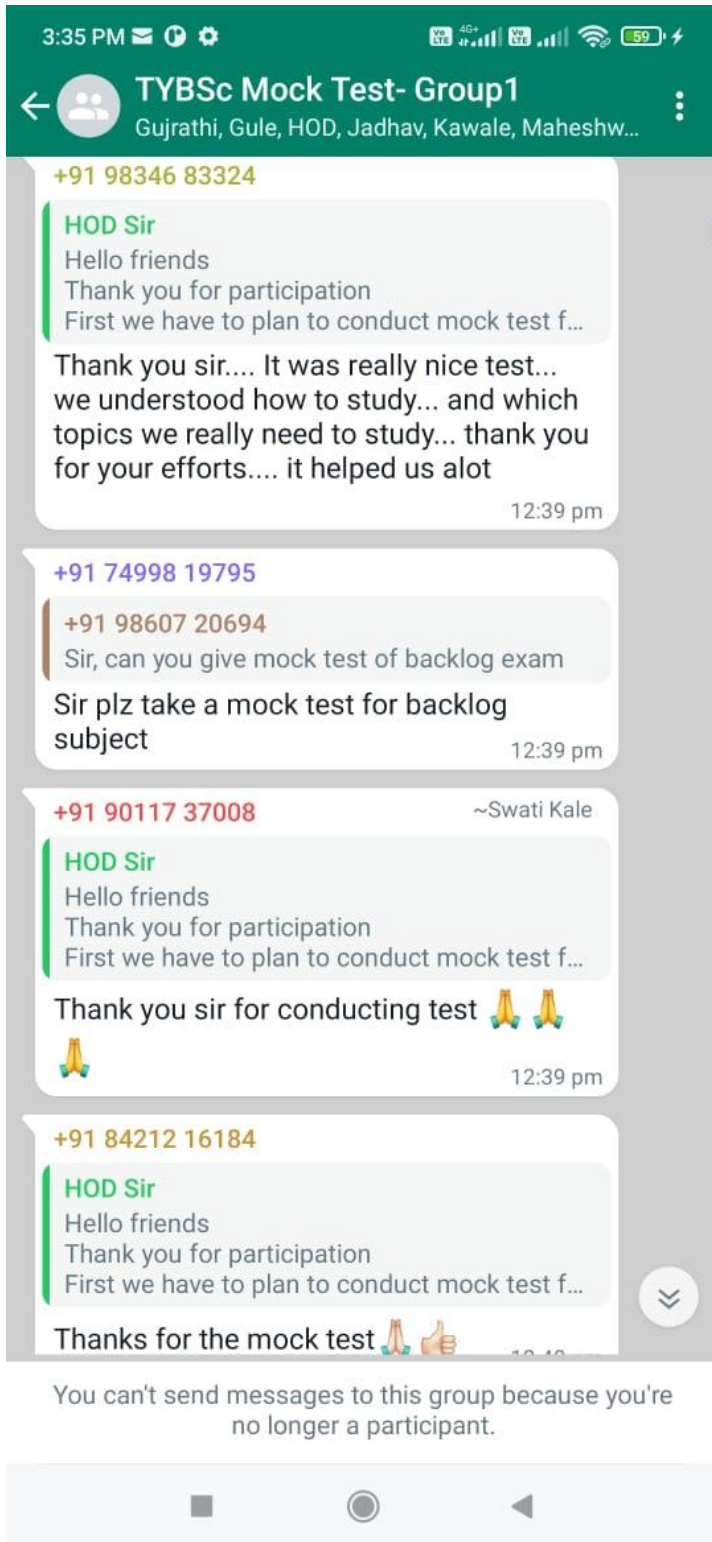 3:35 PM
Vo LTE 4G+ Vo LTE 59
TYBSc Mock Test- Group1
Gujrathi, Gule, HOD, Jadhav, Kawale, Maheshw...
+91 98346 83324
HOD Sir
Hello friends
Thank you for participation
First we have to plan to conduct mock test f...
Thank you sir.... It was really nice test...
we understood how to study... and which
topics we really need to study... thank you
for your efforts.... it helped us alot
12:39 pm
+91 74998 19795
+91 98607 20694
Sir, can you give mock test of backlog exam
Sir plz take a mock test for backlog
subject
12:39 pm
+91 90117 37008 ~Swati Kale
HOD Sir
Hello friends
Thank you for participation
First we have to plan to conduct mock test f...
Thank you sir for conducting test 🙏 🙏
🙏
12:39 pm
+91 84212 16184
HOD Sir
Hello friends
Thank you for participation
First we have to plan to conduct mock test f...
Thanks for the mock test🙏🏻 👍🏻
You can't send messages to this group because you're
no longer a participant.